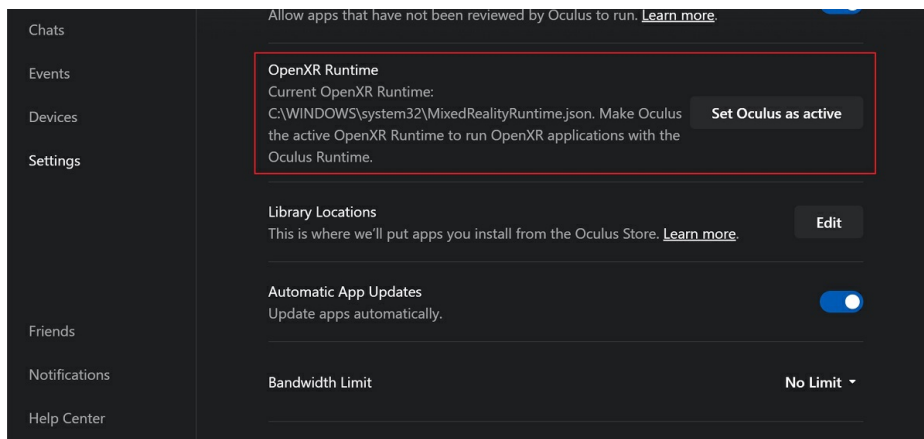 Allow apps that have not been reviewed by Oculus to run. Learn more.
Chats
Events
Devices
Settings
Friends
Notifications
Help Center
OpenXR Runtime
Current OpenXR Runtime:
C:\WINDOWS\system32\MixedRealityRuntime.json. Make Oculus
the active OpenXR Runtime to run OpenXR applications with the
Oculus Runtime.
Set Oculus as active
Library Locations
This is where we'll put apps you install from the Oculus Store. Learn more.
Edit
Automatic App Updates
Update apps automatically.
Bandwidth Limit
No Limit